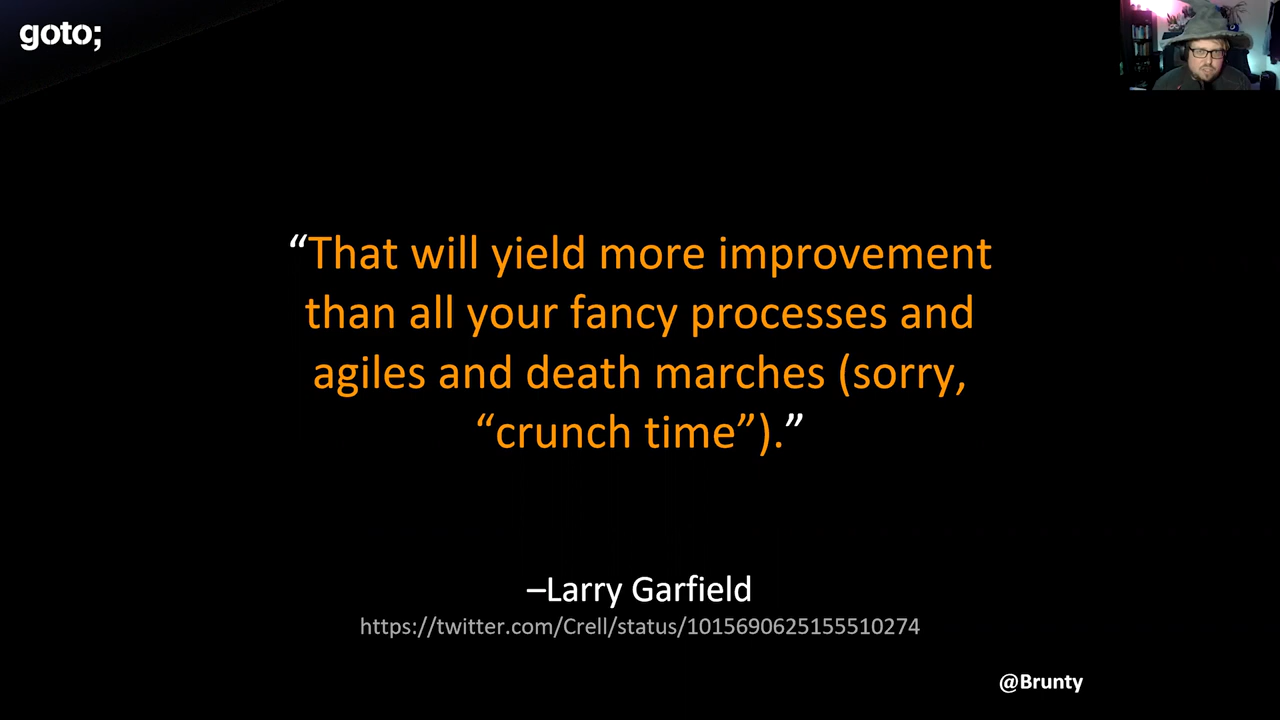 goto;
“That will yield more improvement
than all your fancy processes and
agiles and death marches (sorry,
“crunch time”).”
–Larry Garfield
https://twitter.com/Crell/status/1015690625155510274
@Brunty